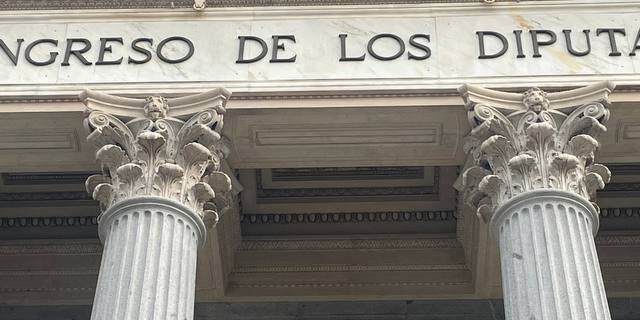 NGRESO DE LOS DIPUTA